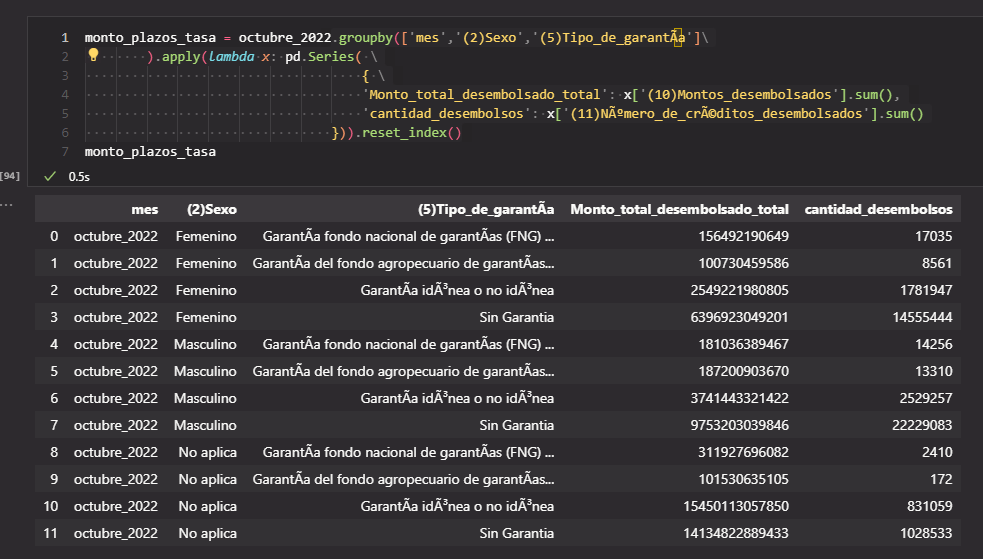 1 monto_plazos_tasa = octubre_2022.groupby(['mes','(2)Sexo','(5)Tipo_de_garantÃ­a']\
2 ).apply(lambda x: pd.Series( \
3 { \
4 'Monto_total_desembolsado_total': x['(10)Montos_desembolsados'].sum(),
5 'cantidad_desembolsos': x['(11)NÃºmero_de_crÃ©ditos_desembolsados'].sum()
6 })).reset_index()
7 monto_plazos_tasa
[94] ✓ 0.5s
...
mes (2)Sexo (5)Tipo_de_garantÃa Monto_total_desembolsado_total cantidad_desembolsos
0 octubre_2022 Femenino GarantÃa fondo nacional de garantÃas (FNG) ... 156492190649 17035
1 octubre_2022 Femenino GarantÃa del fondo agropecuario de garantÃas... 100730459586 8561
2 octubre_2022 Femenino GarantÃa idÃ³nea o no idÃ³nea 2549221980805 1781947
3 octubre_2022 Femenino Sin Garantia 6396923049201 14555444
4 octubre_2022 Masculino GarantÃa fondo nacional de garantÃas (FNG) ... 181036389467 14256
5 octubre_2022 Masculino GarantÃa del fondo agropecuario de garantÃas... 187200903670 13310
6 octubre_2022 Masculino GarantÃa idÃ³nea o no idÃ³nea 3741443321422 2529257
7 octubre_2022 Masculino Sin Garantia 9753203039846 22229083
8 octubre_2022 No aplica GarantÃa fondo nacional de garantÃas (FNG) ... 311927696082 2410
9 octubre_2022 No aplica GarantÃa del fondo agropecuario de garantÃas... 101530635105 172
10 octubre_2022 No aplica GarantÃa idÃ³nea o no idÃ³nea 15450113057850 831059
11 octubre_2022 No aplica Sin Garantia 14134822889433 1028533